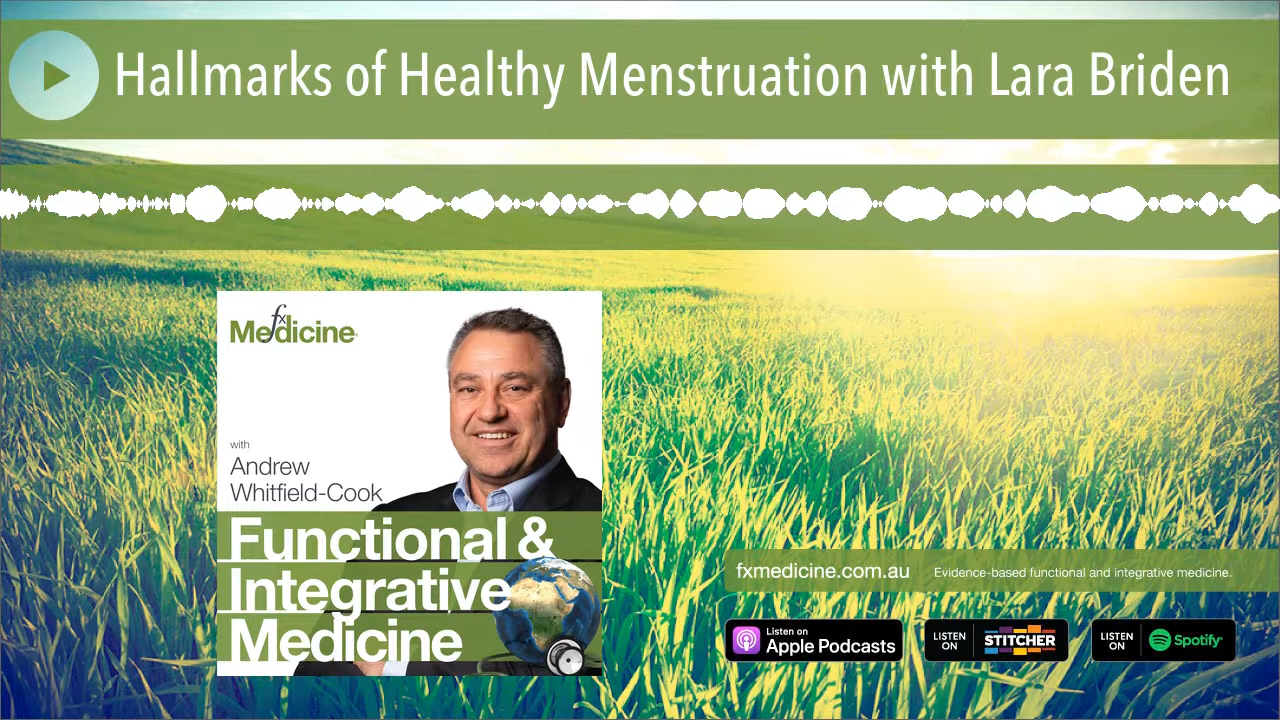 Hallmarks of Healthy Menstruation with Lara Briden
fx
Medicine
with
Andrew
Whitfield-Cook
Functional &
Integrative
Medicine
fxmedicine.com.au Evidence-based functional and integrative medicine.
Listen on
Apple Podcasts
LISTEN
ON
STITCHER
LISTEN
ON
Spotify